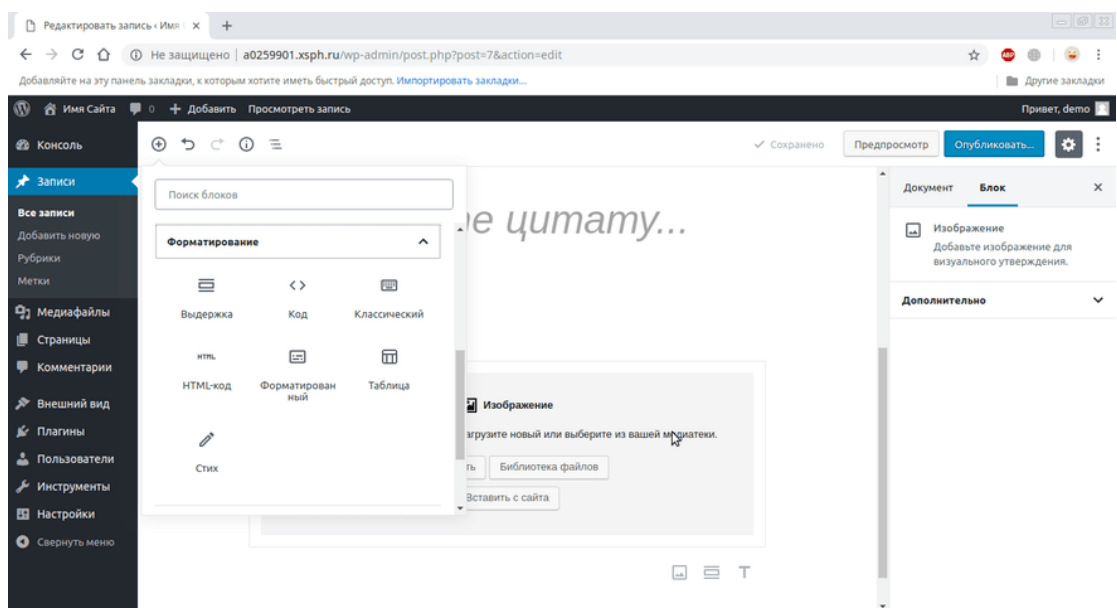 Редактировать запись ‹ Имя
Не защищено | a0259901.xsph.ru/wp-admin/post.php?post=7&action=edit
ABP
Добавляйте на эту панель закладки, к которым хотите иметь быстрый доступ. Импортировать закладки...
Другие закладки
Имя Сайта 0 Добавить Просмотреть запись
Привет, demo
Консоль
Сохранено
Предпросмотр
Опубликовать...
Записи
Все записи
Добавить новую
Рубрики
Метки
Медиафайлы
Страницы
Комментарии
Внешний вид
Плагины
Пользователи
Инструменты
Настройки
Свернуть меню
Поиск блоков
Форматирование
Выдержка
Код
Классический
HTML
HTML-код
Форматирован
ный
Таблица
Стих
цитату...
Изображение
новый или выберите из вашей медиатеки.
Библиотека файлов
Вставить с сайта
Документ
Блок
Изображение
Добавьте изображение для
визуального утверждения.
Дополнительно